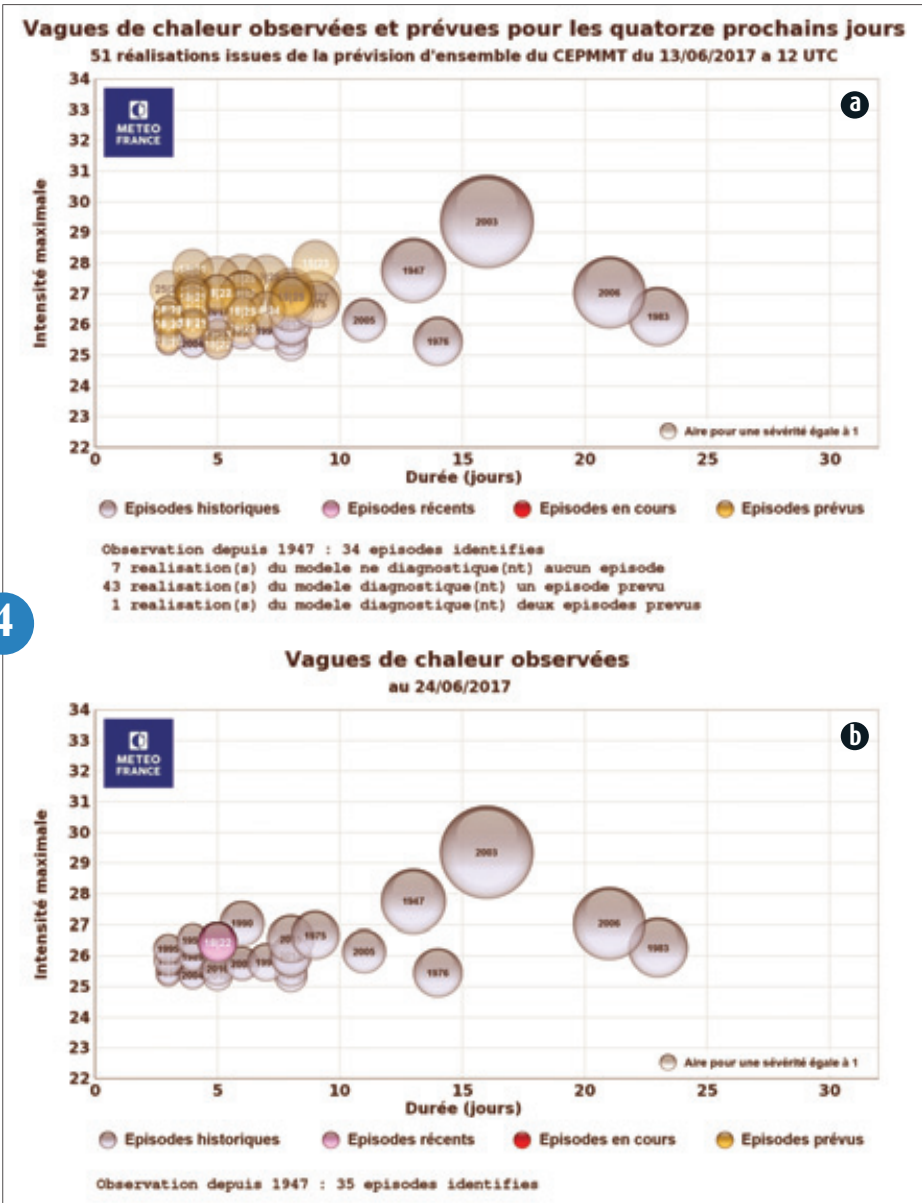 Vagues de chaleur observées et prévues pour les quatorze prochains jours
51 réalisations issues de la prévision d'ensemble du CEPMMT du 13/06/2017 a 12 UTC
a
METEO
FRANCE
Intensité maximale
34
33
32
31
30
29
28
27
26
25
24
23
22
2003
1947
2006
1983
2005
1976
Aire pour une sévérité égale à 1
0 5 10 15 20 25 30
Durée (jours)
Episodes historiques Episodes récents Episodes en cours Episodes prévus
Observation depuis 1947 : 34 episodes identifies
7 realisation(s) du modele ne diagnostique(nt) aucun episode
43 realisation(s) du modele diagnostique(nt) un episode prevu
1 realisation(s) du modele diagnostique(nt) deux episodes prevus
4
Vagues de chaleur observées
au 24/06/2017
b
METEO
FRANCE
Intensité maximale
34
33
32
31
30
29
28
27
26
25
24
23
22
2003
1947
1990
2006
1975
1983
18|22
1995
2005
1976
Aire pour une sévérité égale à 1
0 5 10 15 20 25 30
Durée (jours)
Episodes historiques Episodes récents Episodes en cours Episodes prévus
Observation depuis 1947 : 35 episodes identifies